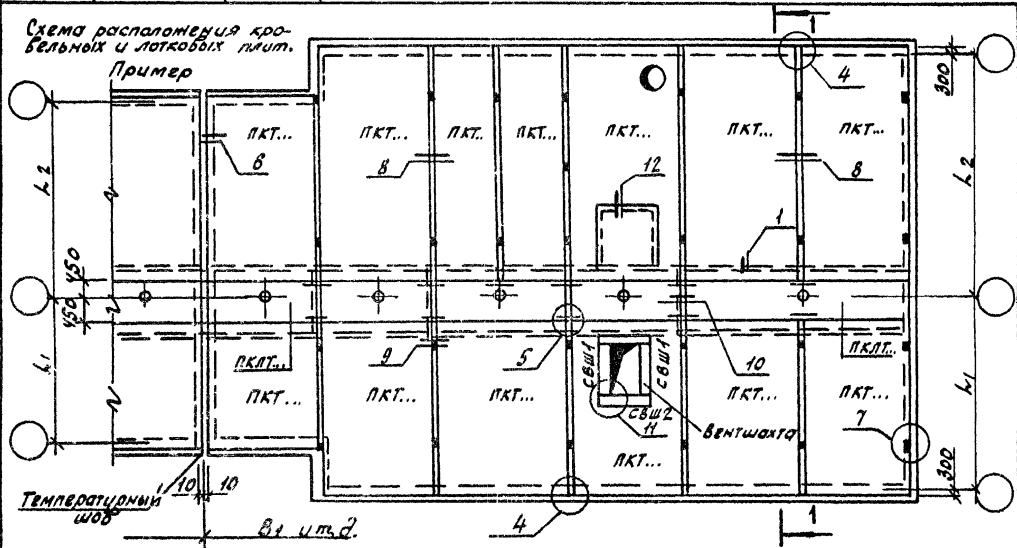 Схема расположения кро-
вельных и лотковых плит.
Пример
1
4
300
ПКТ...
ПКТ...
ПКТ..
ПКТ...
ПКТ...
ПКТ...
ПКТ...
6
8
12
8
L2
L2
1
450
450
9
5
10
ПКЛТ...
ПКЛТ...
СВШ1
СВШ1
L1
L1
ПКТ...
ПКТ...
ПКТ...
ПКТ...
ПКТ...
СВШ2
11
Вентшахта
7
ПКТ...
300
10
10
Температурный
шов
В1 и т.д.
4
1